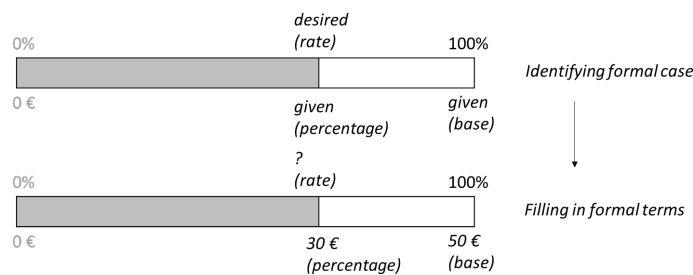 desired
0% (rate) 100%
Identifying formal case
0 € given given
(percentage) (base)
?
0% (rate) 100%
Filling in formal terms
0 € 30 € 50 €
(percentage) (base)